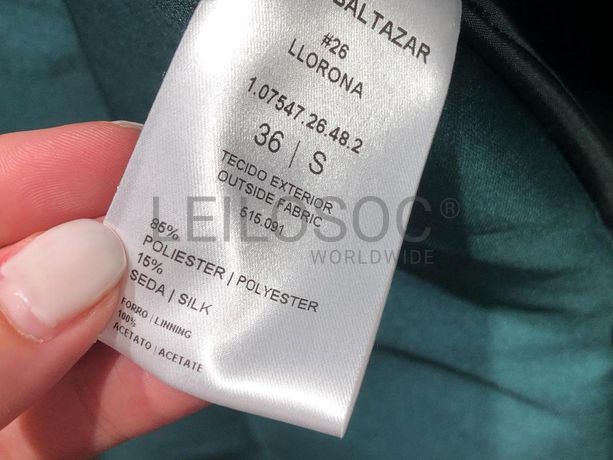 BALTAZAR
#26
LLORONA
1.07547.26.48.2
36 | S
TECIDO EXTERIOR
OUTSIDE FABRIC
515.091
85%
POLIESTER | POLYESTER
15%
SEDA | SILK
FORRO | LINNING
100%
ACETATO | ACETATE
LEILOSOC®
WORLDWIDE